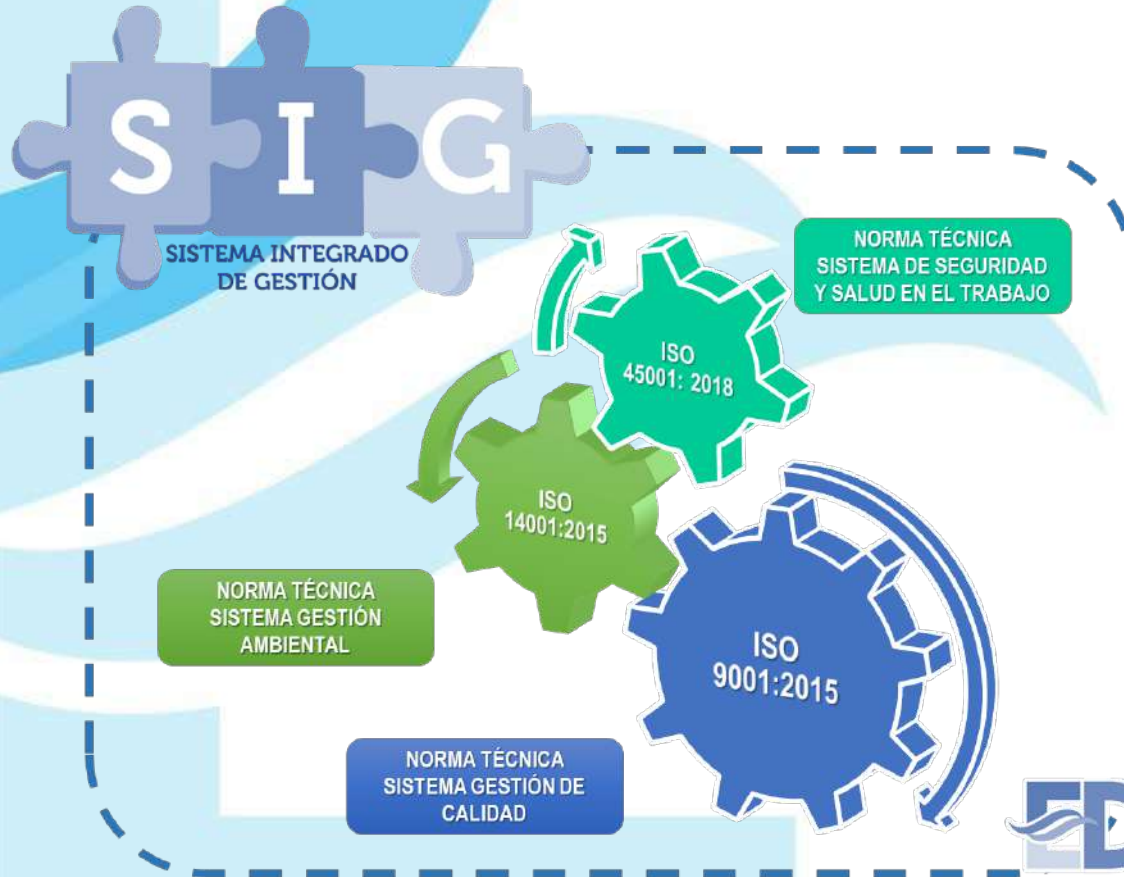 SIG
SISTEMA INTEGRADO
DE GESTIÓN
NORMA TÉCNICA
SISTEMA DE SEGURIDAD
Y SALUD EN EL TRABAJO
ISO
45001: 2018
ISO
14001:2015
NORMA TÉCNICA
SISTEMA GESTIÓN
AMBIENTAL
ISO
9001:2015
NORMA TÉCNICA
SISTEMA GESTIÓN DE
CALIDAD